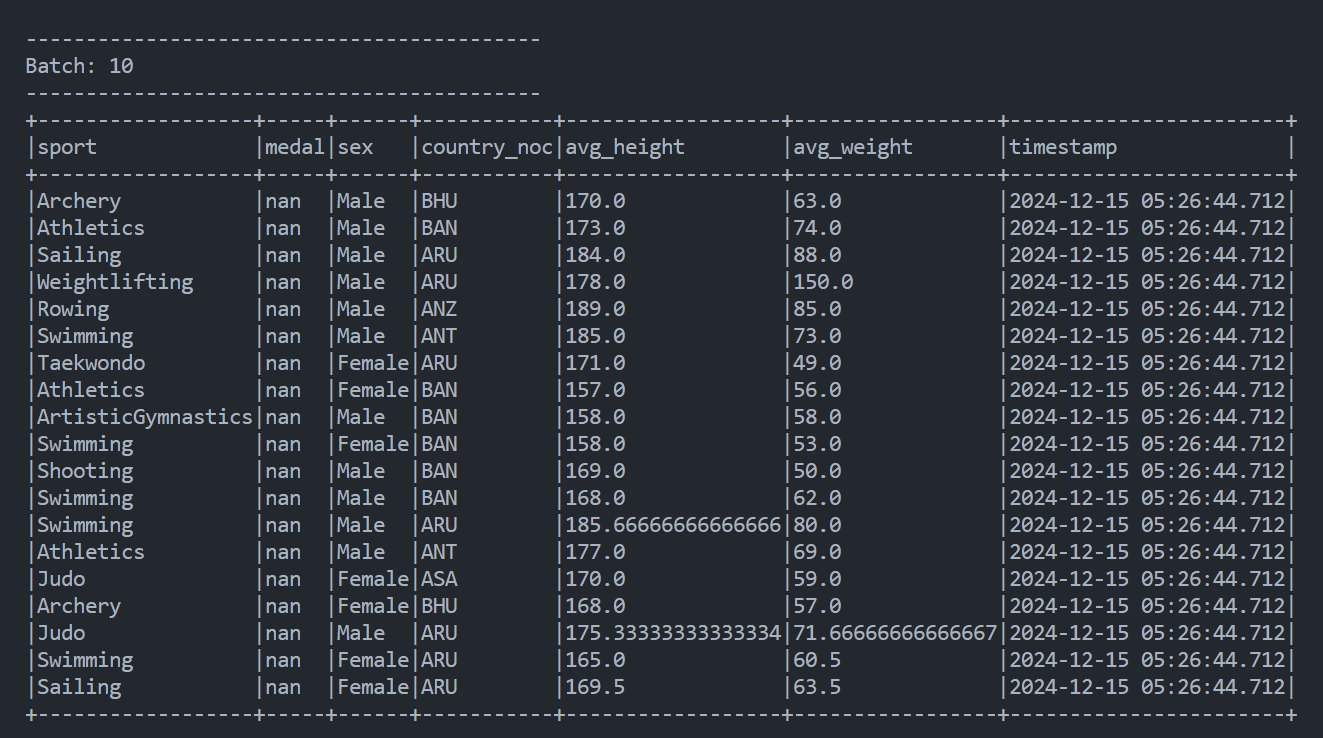 -------------------------------------------
Batch: 10
-------------------------------------------
+------------------+-----+------+-----------+------------------+-----------------+-----------------------+
|sport             |medal|sex   |country_noc|avg_height        |avg_weight       |timestamp              |
+------------------+-----+------+-----------+------------------+-----------------+-----------------------+
|Archery           |nan  |Male  |BHU        |170.0             |63.0             |2024-12-15 05:26:44.712|
|Athletics         |nan  |Male  |BAN        |173.0             |74.0             |2024-12-15 05:26:44.712|
|Sailing           |nan  |Male  |ARU        |184.0             |88.0             |2024-12-15 05:26:44.712|
|Weightlifting     |nan  |Male  |ARU        |178.0             |150.0            |2024-12-15 05:26:44.712|
|Rowing            |nan  |Male  |ANZ        |189.0             |85.0             |2024-12-15 05:26:44.712|
|Swimming          |nan  |Male  |ANT        |185.0             |73.0             |2024-12-15 05:26:44.712|
|Taekwondo         |nan  |Female|ARU        |171.0             |49.0             |2024-12-15 05:26:44.712|
|Athletics         |nan  |Female|BAN        |157.0             |56.0             |2024-12-15 05:26:44.712|
|ArtisticGymnastics|nan  |Male  |BAN        |158.0             |58.0             |2024-12-15 05:26:44.712|
|Swimming          |nan  |Female|BAN        |158.0             |53.0             |2024-12-15 05:26:44.712|
|Shooting          |nan  |Male  |BAN        |169.0             |50.0             |2024-12-15 05:26:44.712|
|Swimming          |nan  |Male  |BAN        |168.0             |62.0             |2024-12-15 05:26:44.712|
|Swimming          |nan  |Male  |ARU        |185.66666666666666|80.0             |2024-12-15 05:26:44.712|
|Athletics         |nan  |Male  |ANT        |177.0             |69.0             |2024-12-15 05:26:44.712|
|Judo              |nan  |Female|ASA        |170.0             |59.0             |2024-12-15 05:26:44.712|
|Archery           |nan  |Female|BHU        |168.0             |57.0             |2024-12-15 05:26:44.712|
|Judo              |nan  |Male  |ARU        |175.33333333333334|71.66666666666667|2024-12-15 05:26:44.712|
|Swimming          |nan  |Female|ARU        |165.0             |60.5             |2024-12-15 05:26:44.712|
|Sailing           |nan  |Female|ARU        |169.5             |63.5             |2024-12-15 05:26:44.712|
+------------------+-----+------+-----------+------------------+-----------------+-----------------------+